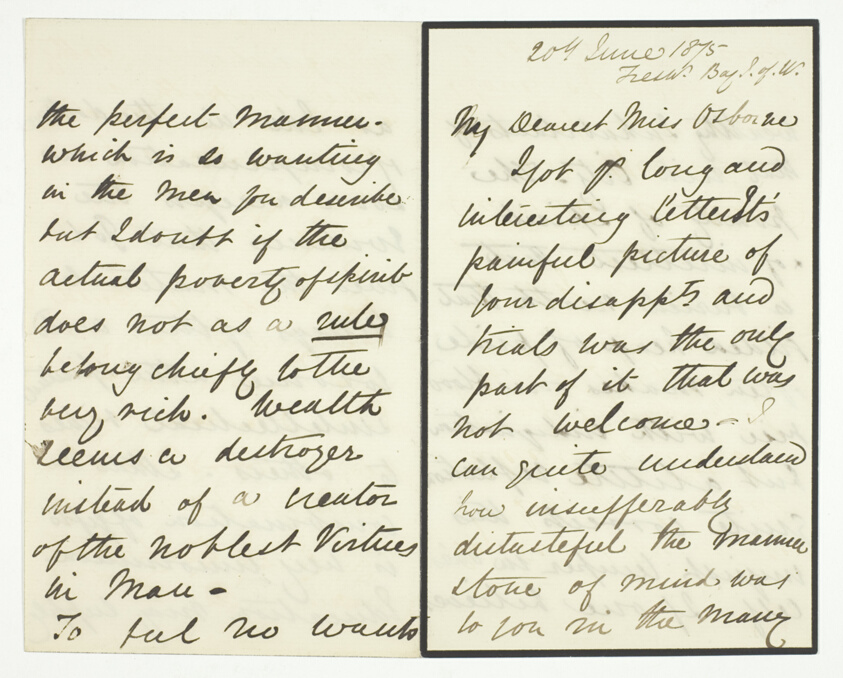 20th June 1875
Freshr. Bay I. of W.
My Dearest Miss Osborne
I got yr long and
interesting letter Its
painful picture of
your disappts and
trials was the only
part of it that was
not welcome - I
can quite understand
how insufferably
distasteful the manner
tone of mind was
to you in the many
the perfect Manner -
which is so wanting
in the Men you describe
but I doubt if the
actual poverty of spirit
does not as a rule
belong chiefly to the
very rich. Wealth
seems a destroyer
instead of a creator
of the noblest Virtues
in Man -
To feel no wants